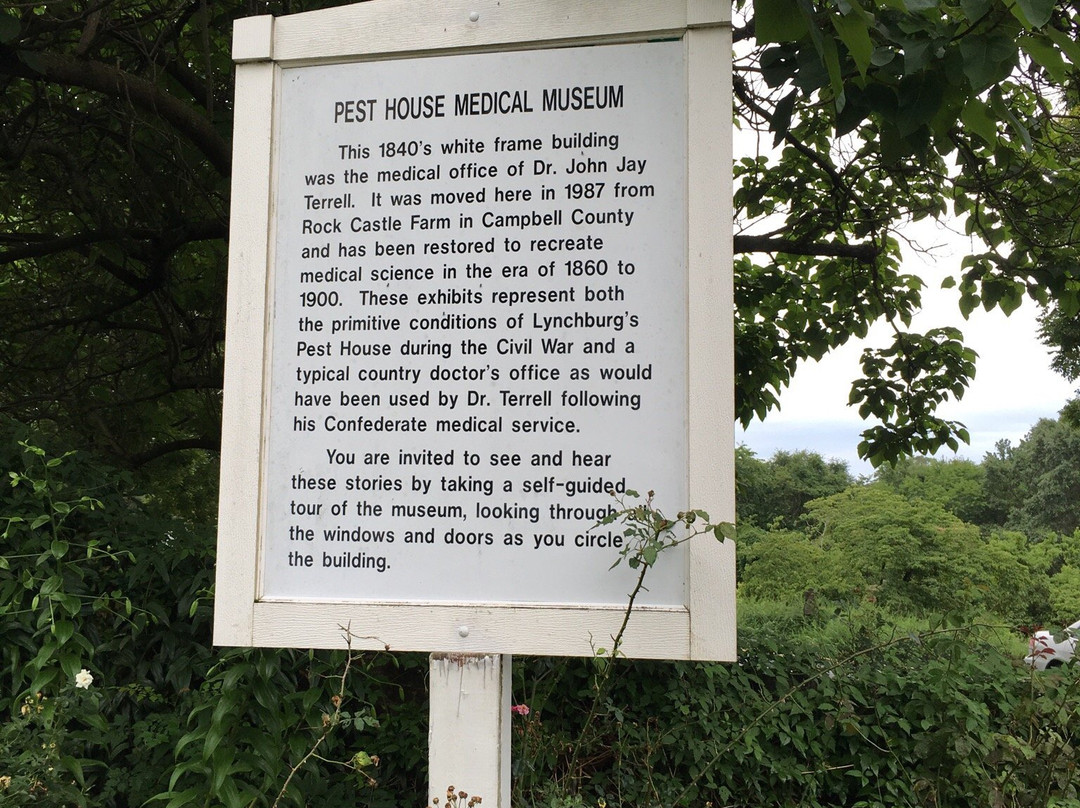 PEST HOUSE MEDICAL MUSEUM
This 1840's white frame building
was the medical office of Dr. John Jay
Terrell. It was moved here in 1987 from
Rock Castle Farm in Campbell County
and has been restored to recreate
medical science in the era of 1860 to
1900. These exhibits represent both
the primitive conditions of Lynchburg's
Pest House during the Civil War and a
typical country doctor's office as would
have been used by Dr. Terrell following
his Confederate medical service.
You are invited to see and hear
these stories by taking a self-guided
tour of the museum, looking through
the windows and doors as you circle
the building.